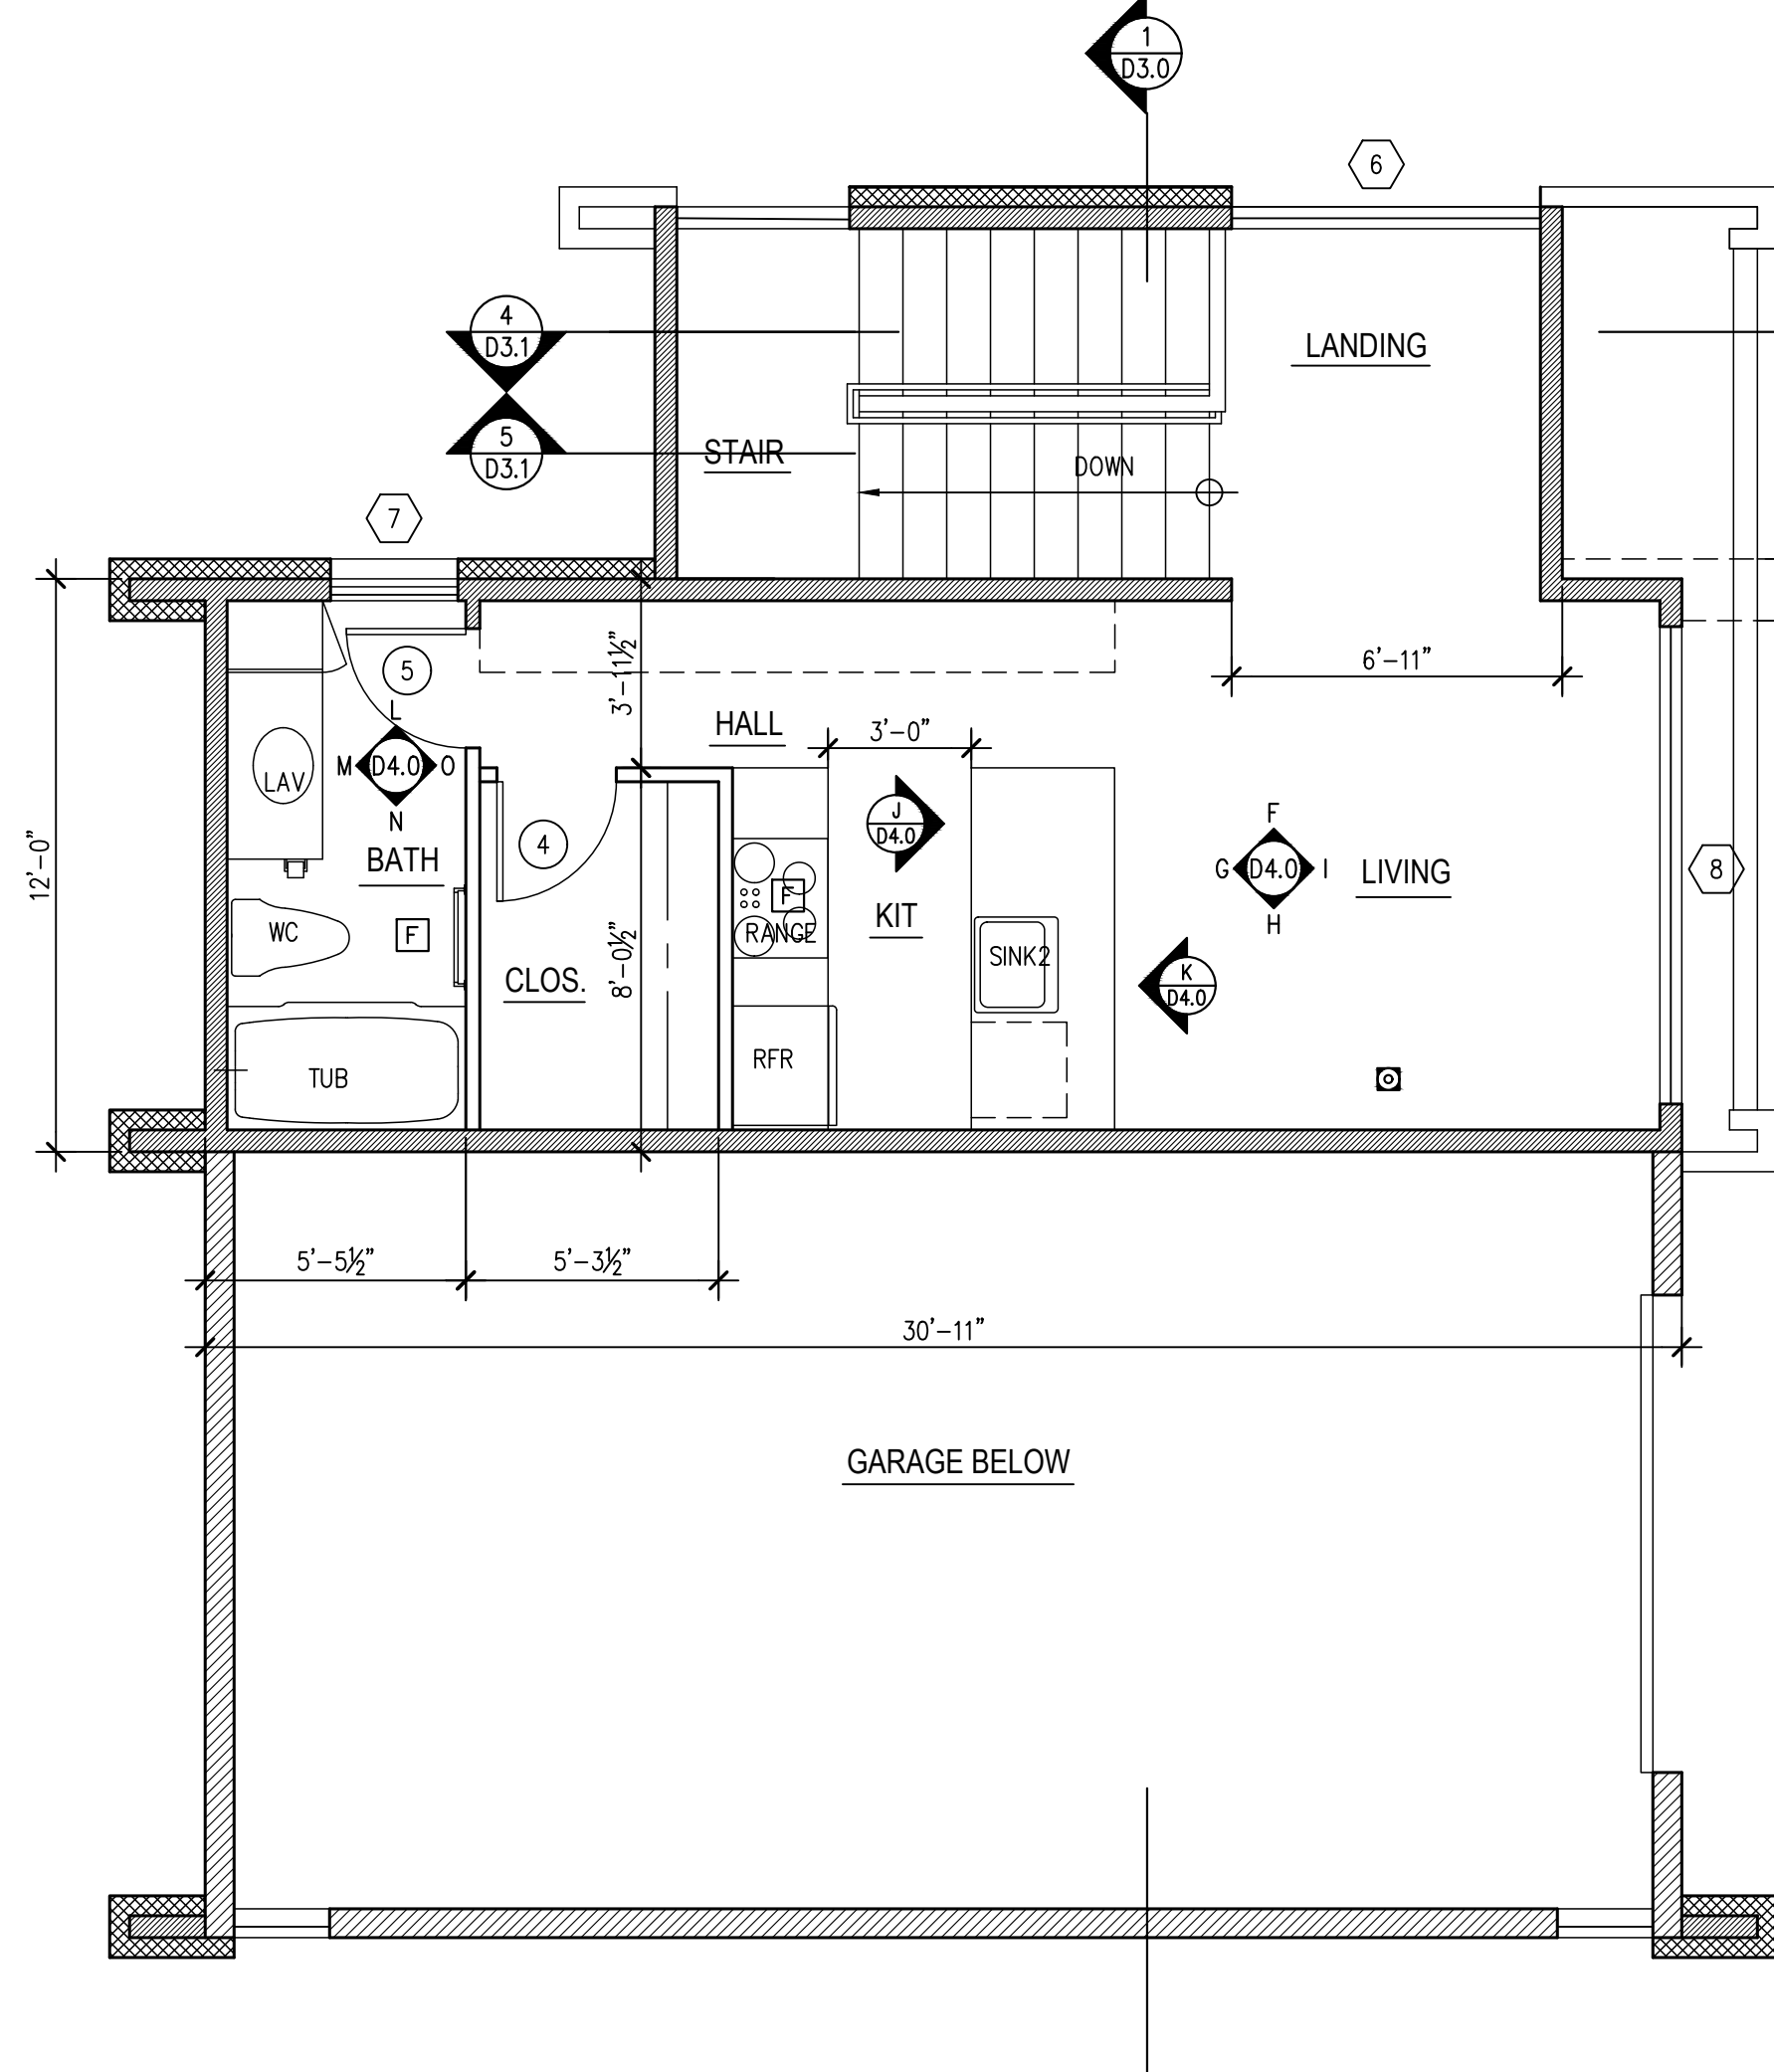 1
D3.0
6
4
D3.1
LANDING
5
D3.1
STAIR
DOWN
7
3'-11½"
5
6'-11"
L
M D4.0 O
N
LAV
HALL
3'-0"
J
D4.0
4
12'-0"
BATH
F
G D4.0 I
H
LIVING
8
F
KIT
WC
F
RANGE
SINK2
8'-0½"
CLOS.
K
D4.0
RFR
TUB
5'-5½"
5'-3½"
30'-11"
GARAGE BELOW